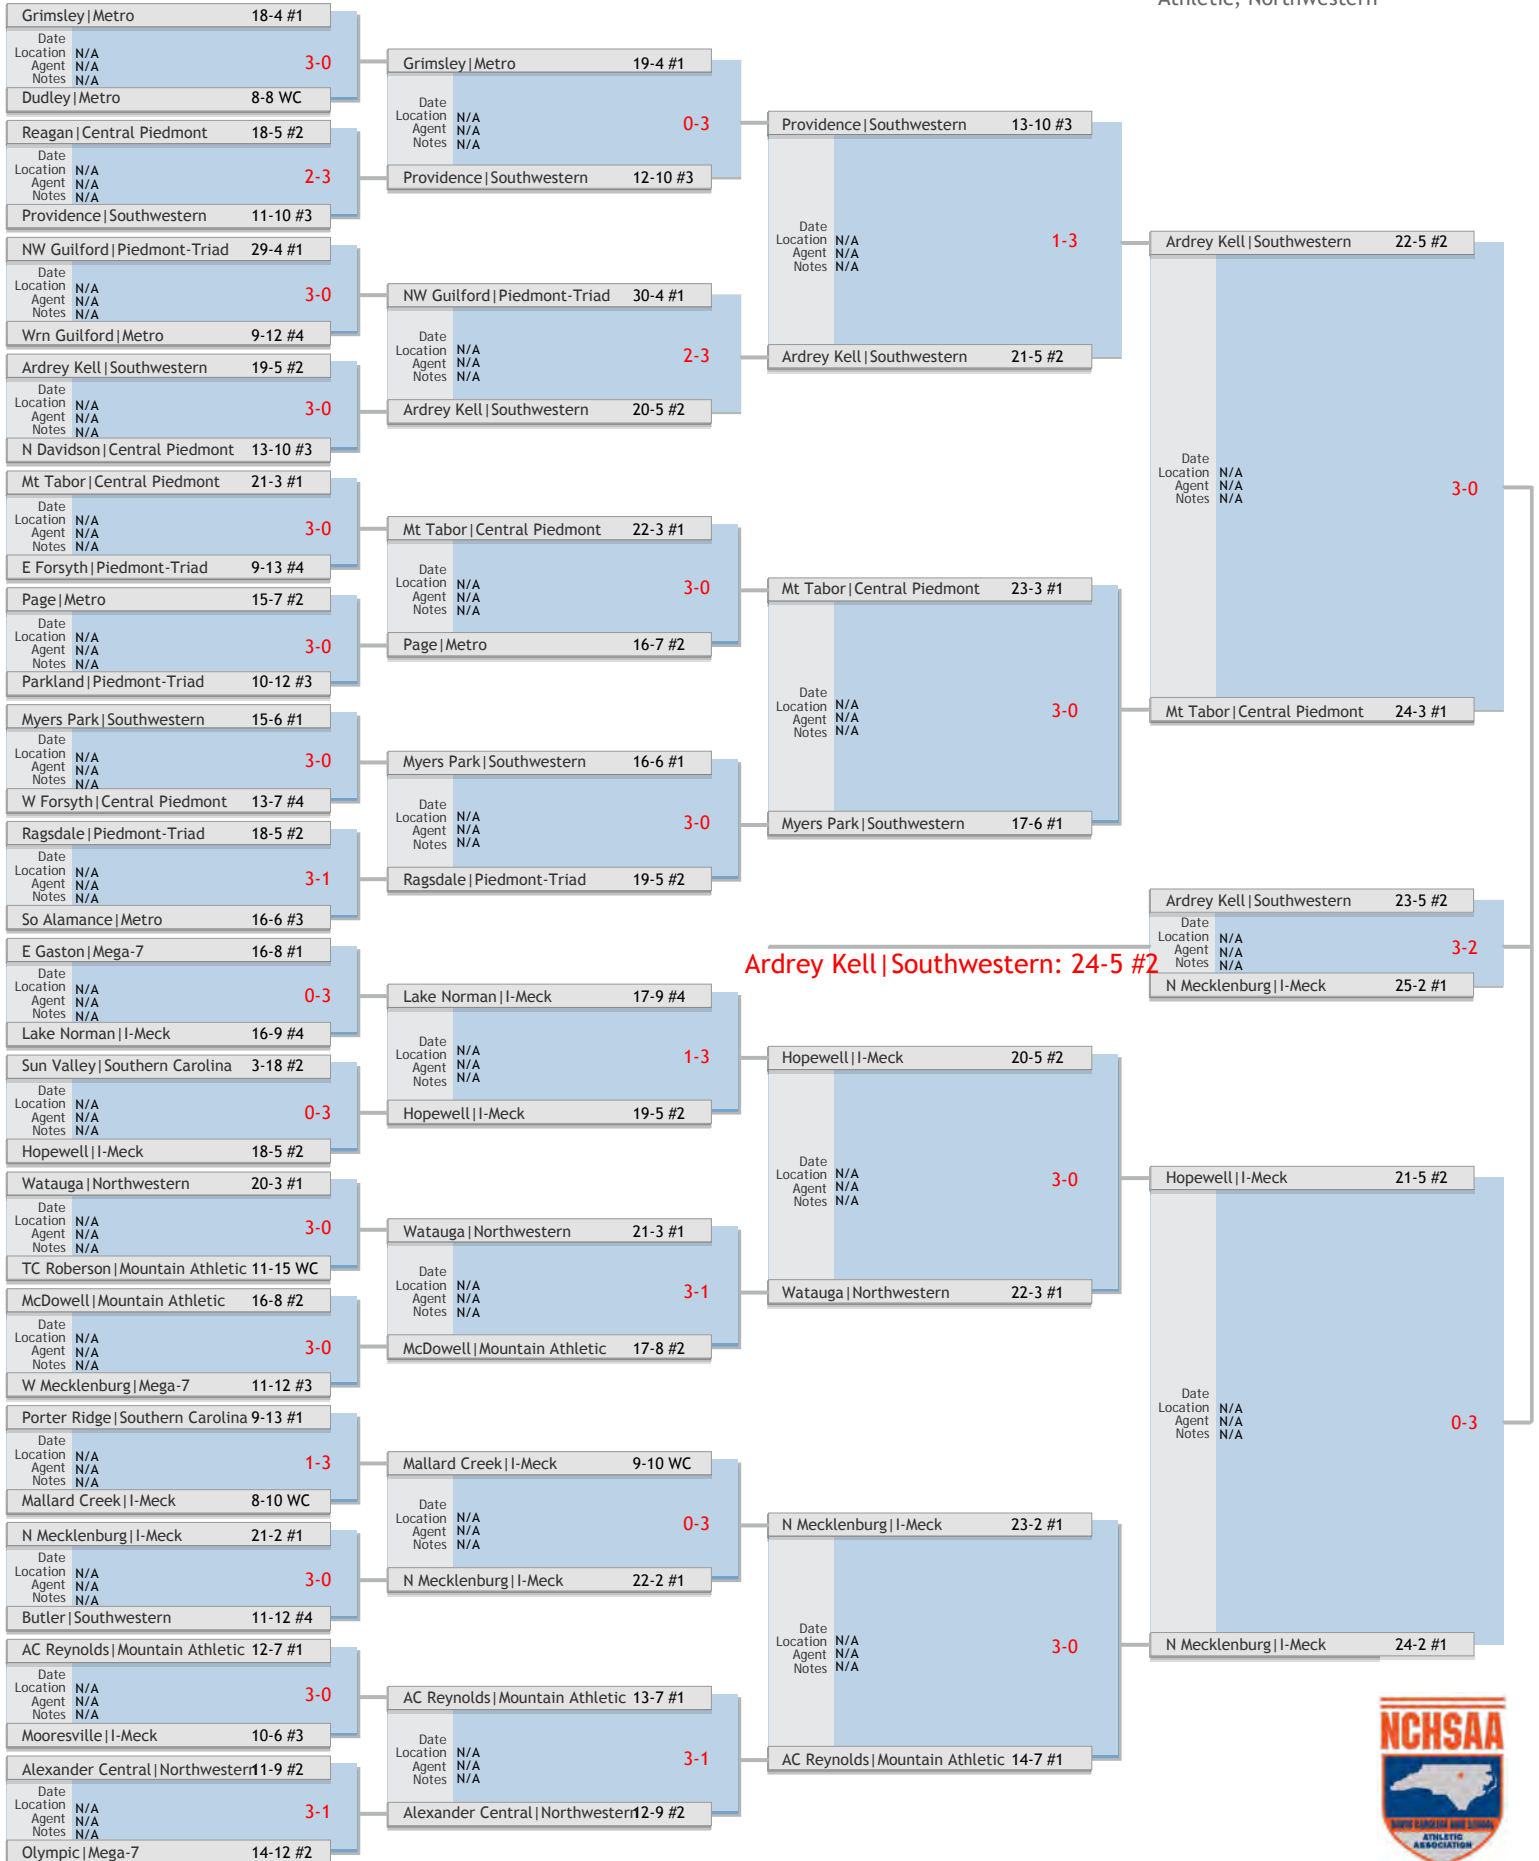 Athletic, Northwestern
Grimsley|Metro 18-4 #1
Date
Location N/A
Agent N/A
Notes N/A
3-0
Dudley|Metro 8-8 WC
Reagan|Central Piedmont 18-5 #2
Date
Location N/A
Agent N/A
Notes N/A
2-3
Providence|Southwestern 11-10 #3
NW Guilford|Piedmont-Triad 29-4 #1
Date
Location N/A
Agent N/A
Notes N/A
3-0
Wrn Guilford|Metro 9-12 #4
Ardrey Kell|Southwestern 19-5 #2
Date
Location N/A
Agent N/A
Notes N/A
3-0
N Davidson|Central Piedmont 13-10 #3
Mt Tabor|Central Piedmont 21-3 #1
Date
Location N/A
Agent N/A
Notes N/A
3-0
E Forsyth|Piedmont-Triad 9-13 #4
Page|Metro 15-7 #2
Date
Location N/A
Agent N/A
Notes N/A
3-0
Parkland|Piedmont-Triad 10-12 #3
Myers Park|Southwestern 15-6 #1
Date
Location N/A
Agent N/A
Notes N/A
3-0
W Forsyth|Central Piedmont 13-7 #4
Ragsdale|Piedmont-Triad 18-5 #2
Date
Location N/A
Agent N/A
Notes N/A
3-1
So Alamance|Metro 16-6 #3
E Gaston|Mega-7 16-8 #1
Date
Location N/A
Agent N/A
Notes N/A
0-3
Lake Norman|I-Meck 16-9 #4
Sun Valley|Southern Carolina 3-18 #2
Date
Location N/A
Agent N/A
Notes N/A
0-3
Hopewell|I-Meck 18-5 #2
Watauga|Northwestern 20-3 #1
Date
Location N/A
Agent N/A
Notes N/A
3-0
TC Roberson|Mountain Athletic 11-15 WC
McDowell|Mountain Athletic 16-8 #2
Date
Location N/A
Agent N/A
Notes N/A
3-0
W Mecklenburg|Mega-7 11-12 #3
Porter Ridge|Southern Carolina 9-13 #1
Date
Location N/A
Agent N/A
Notes N/A
1-3
Mallard Creek|I-Meck 8-10 WC
N Mecklenburg|I-Meck 21-2 #1
Date
Location N/A
Agent N/A
Notes N/A
3-0
Butler|Southwestern 11-12 #4
AC Reynolds|Mountain Athletic 12-7 #1
Date
Location N/A
Agent N/A
Notes N/A
3-0
Mooresville|I-Meck 10-6 #3
Alexander Central|Northwestern 11-9 #2
Date
Location N/A
Agent N/A
Notes N/A
3-1
Olympic|Mega-7 14-12 #2
Grimsley|Metro 19-4 #1
Date
Location N/A
Agent N/A
Notes N/A
0-3
Providence|Southwestern 12-10 #3
NW Guilford|Piedmont-Triad 30-4 #1
Date
Location N/A
Agent N/A
Notes N/A
2-3
Ardrey Kell|Southwestern 20-5 #2
Mt Tabor|Central Piedmont 22-3 #1
Date
Location N/A
Agent N/A
Notes N/A
3-0
Page|Metro 16-7 #2
Myers Park|Southwestern 16-6 #1
Date
Location N/A
Agent N/A
Notes N/A
3-0
Ragsdale|Piedmont-Triad 19-5 #2
Lake Norman|I-Meck 17-9 #4
Date
Location N/A
Agent N/A
Notes N/A
1-3
Hopewell|I-Meck 19-5 #2
Watauga|Northwestern 21-3 #1
Date
Location N/A
Agent N/A
Notes N/A
3-1
McDowell|Mountain Athletic 17-8 #2
Mallard Creek|I-Meck 9-10 WC
Date
Location N/A
Agent N/A
Notes N/A
0-3
N Mecklenburg|I-Meck 22-2 #1
AC Reynolds|Mountain Athletic 13-7 #1
Date
Location N/A
Agent N/A
Notes N/A
3-1
Alexander Central|Northwestern 12-9 #2
Providence|Southwestern 13-10 #3
Date
Location N/A
Agent N/A
Notes N/A
1-3
Ardrey Kell|Southwestern 21-5 #2
Mt Tabor|Central Piedmont 23-3 #1
Date
Location N/A
Agent N/A
Notes N/A
3-0
Myers Park|Southwestern 17-6 #1
Hopewell|I-Meck 20-5 #2
Date
Location N/A
Agent N/A
Notes N/A
3-0
Watauga|Northwestern 22-3 #1
N Mecklenburg|I-Meck 23-2 #1
Date
Location N/A
Agent N/A
Notes N/A
3-0
AC Reynolds|Mountain Athletic 14-7 #1
Ardrey Kell|Southwestern 22-5 #2
Date
Location N/A
Agent N/A
Notes N/A
3-0
Mt Tabor|Central Piedmont 24-3 #1
Ardrey Kell|Southwestern 23-5 #2
Date
Location N/A
Agent N/A
Notes N/A
3-2
N Mecklenburg|I-Meck 25-2 #1
Ardrey Kell|Southwestern: 24-5 #2
Hopewell|I-Meck 21-5 #2
Date
Location N/A
Agent N/A
Notes N/A
0-3
N Mecklenburg|I-Meck 24-2 #1
NCHSAA
NORTH CAROLINA HIGH SCHOOL
ATHLETIC
ASSOCIATION